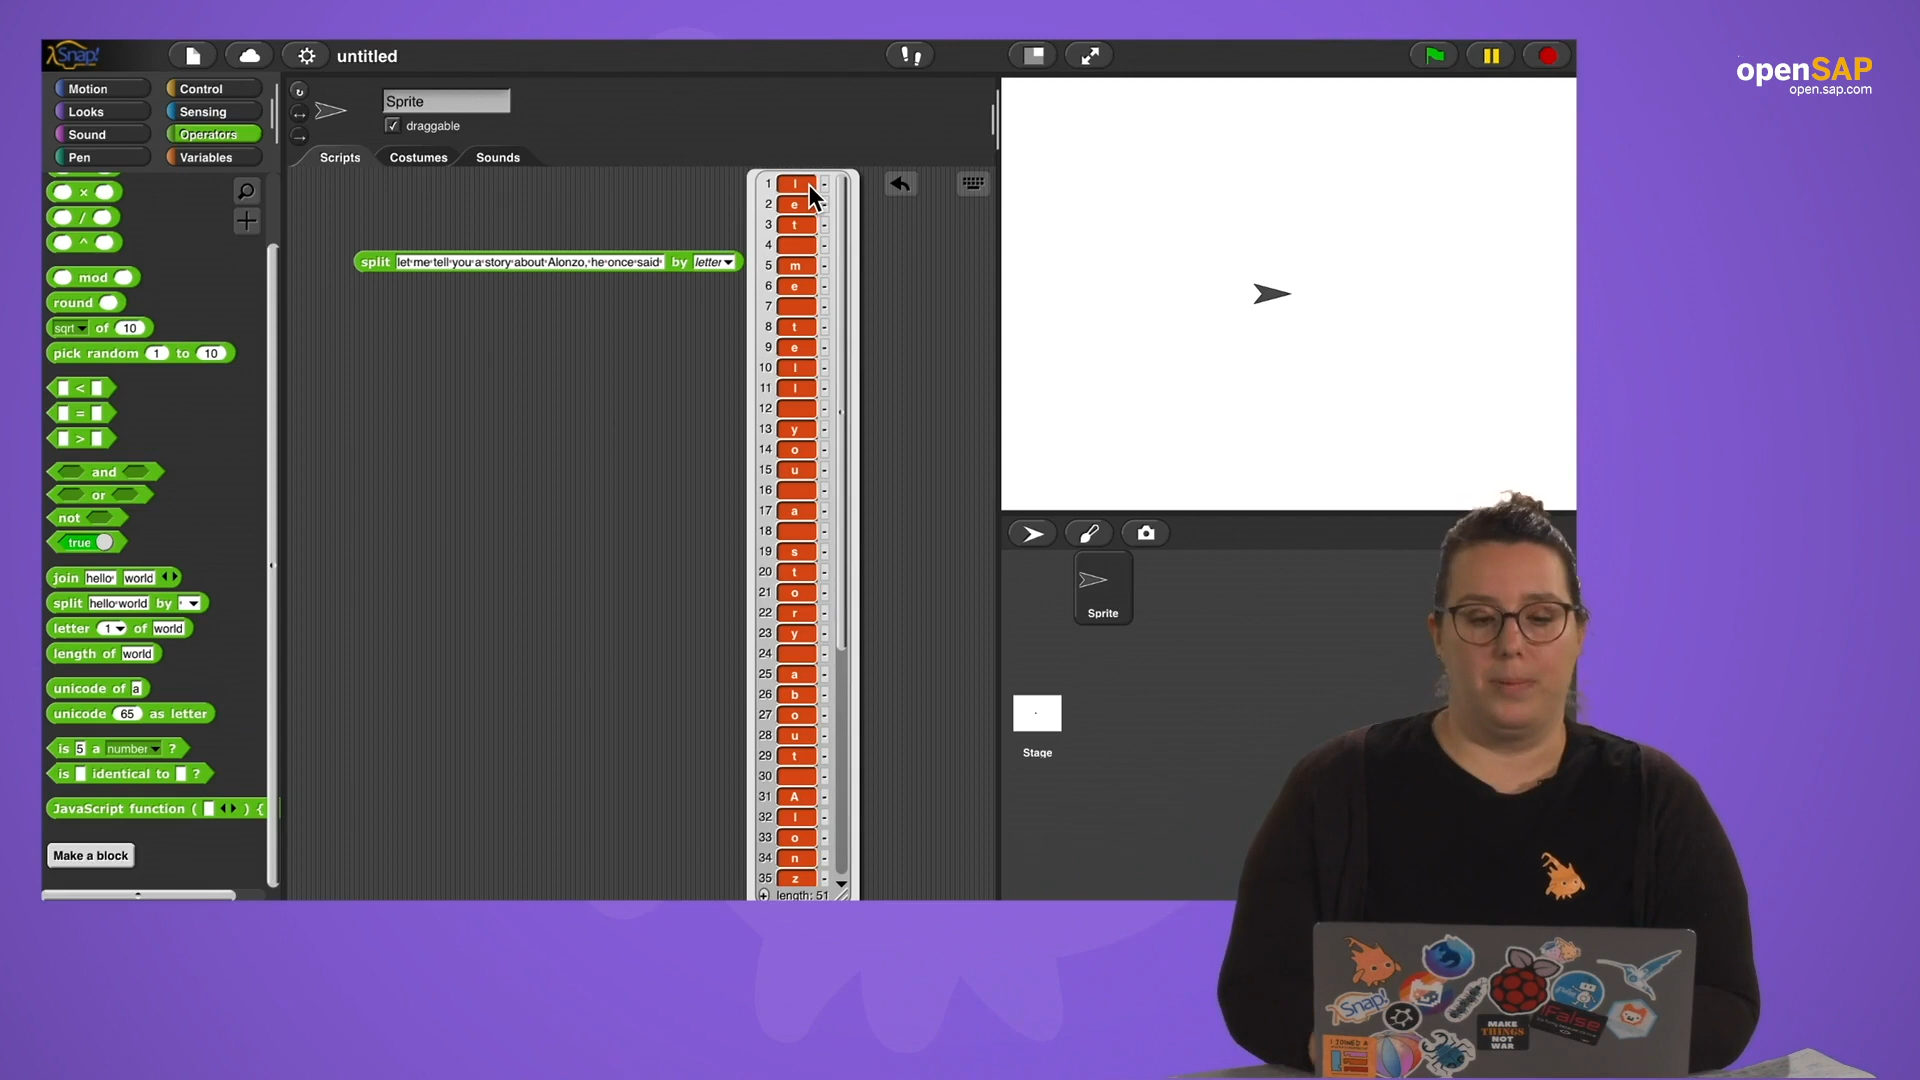 Snap!
untitled
openSAP
open.sap.com
Motion
Control
Looks
Sensing
Sound
Operators
Pen
Variables
Sprite
draggable
Scripts
Costumes
Sounds
×
/
^
mod
round
sqrt of 10
pick random 1 to 10
<
=
>
and
or
not
true
join hello world
split hello world by
letter 1 of world
length of world
unicode of a
unicode 65 as letter
is 5 a number ?
is identical to ?
JavaScript function ( ) {
Make a block
split let me tell you a story about Alonzo, he once said by letter
1 l
2 e
3 t
4
5 m
6 e
7
8 t
9 e
10 l
11 l
12
13 y
14 o
15 u
16
17 a
18
19 s
20 t
21 o
22 r
23 y
24
25 a
26 b
27 o
28 u
29 t
30
31 A
32 l
33 o
34 n
35 z
length: 51
Sprite
Stage
Snap!
!False
MAKE
THINGS
NOT
WAR
I JOINED A